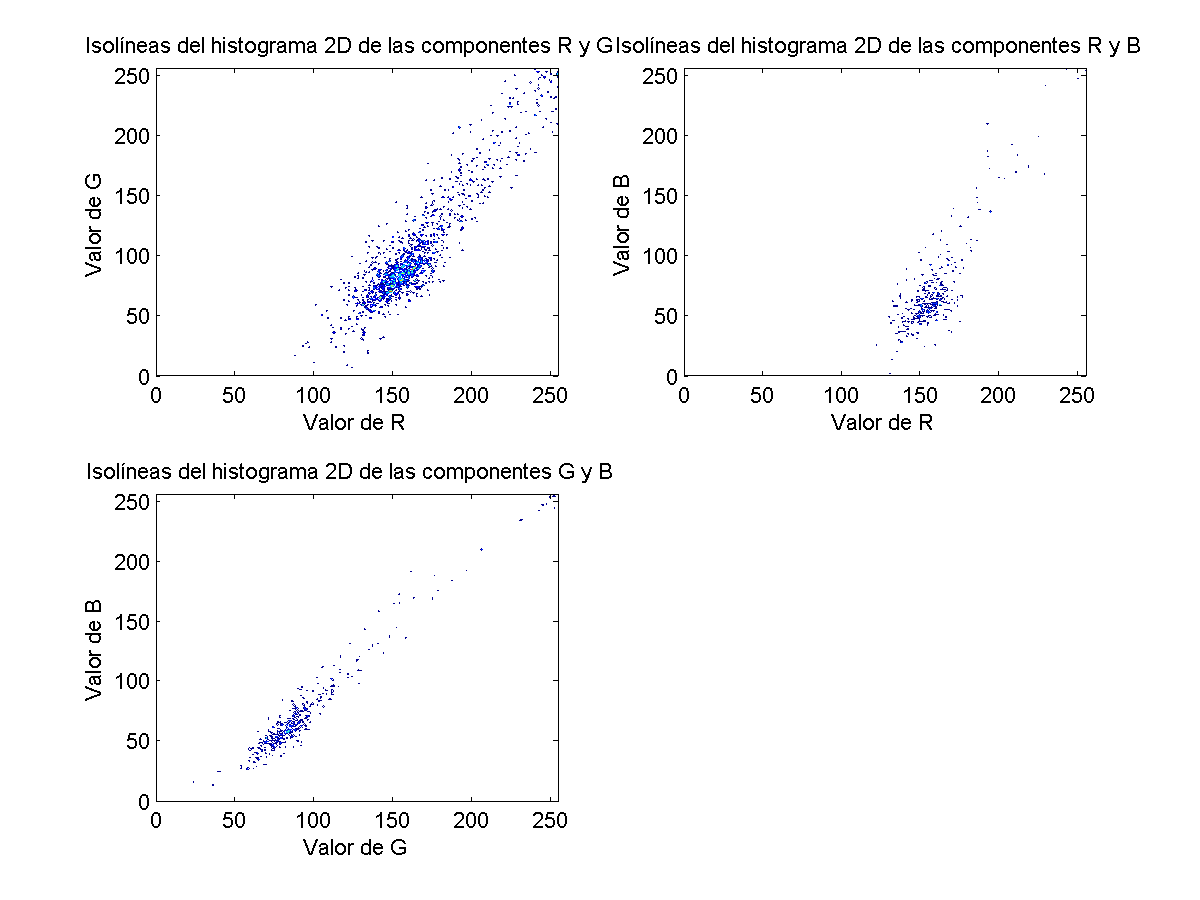 Isolíneas del histograma 2D de las componentes R y G
250
200
150
100
50
0
Valor de G
0 50 100 150 200 250
Valor de R
Isolíneas del histograma 2D de las componentes R y B
250
200
150
100
50
0
Valor de B
0 50 100 150 200 250
Valor de R
Isolíneas del histograma 2D de las componentes G y B
250
200
150
100
50
0
Valor de B
0 50 100 150 200 250
Valor de G